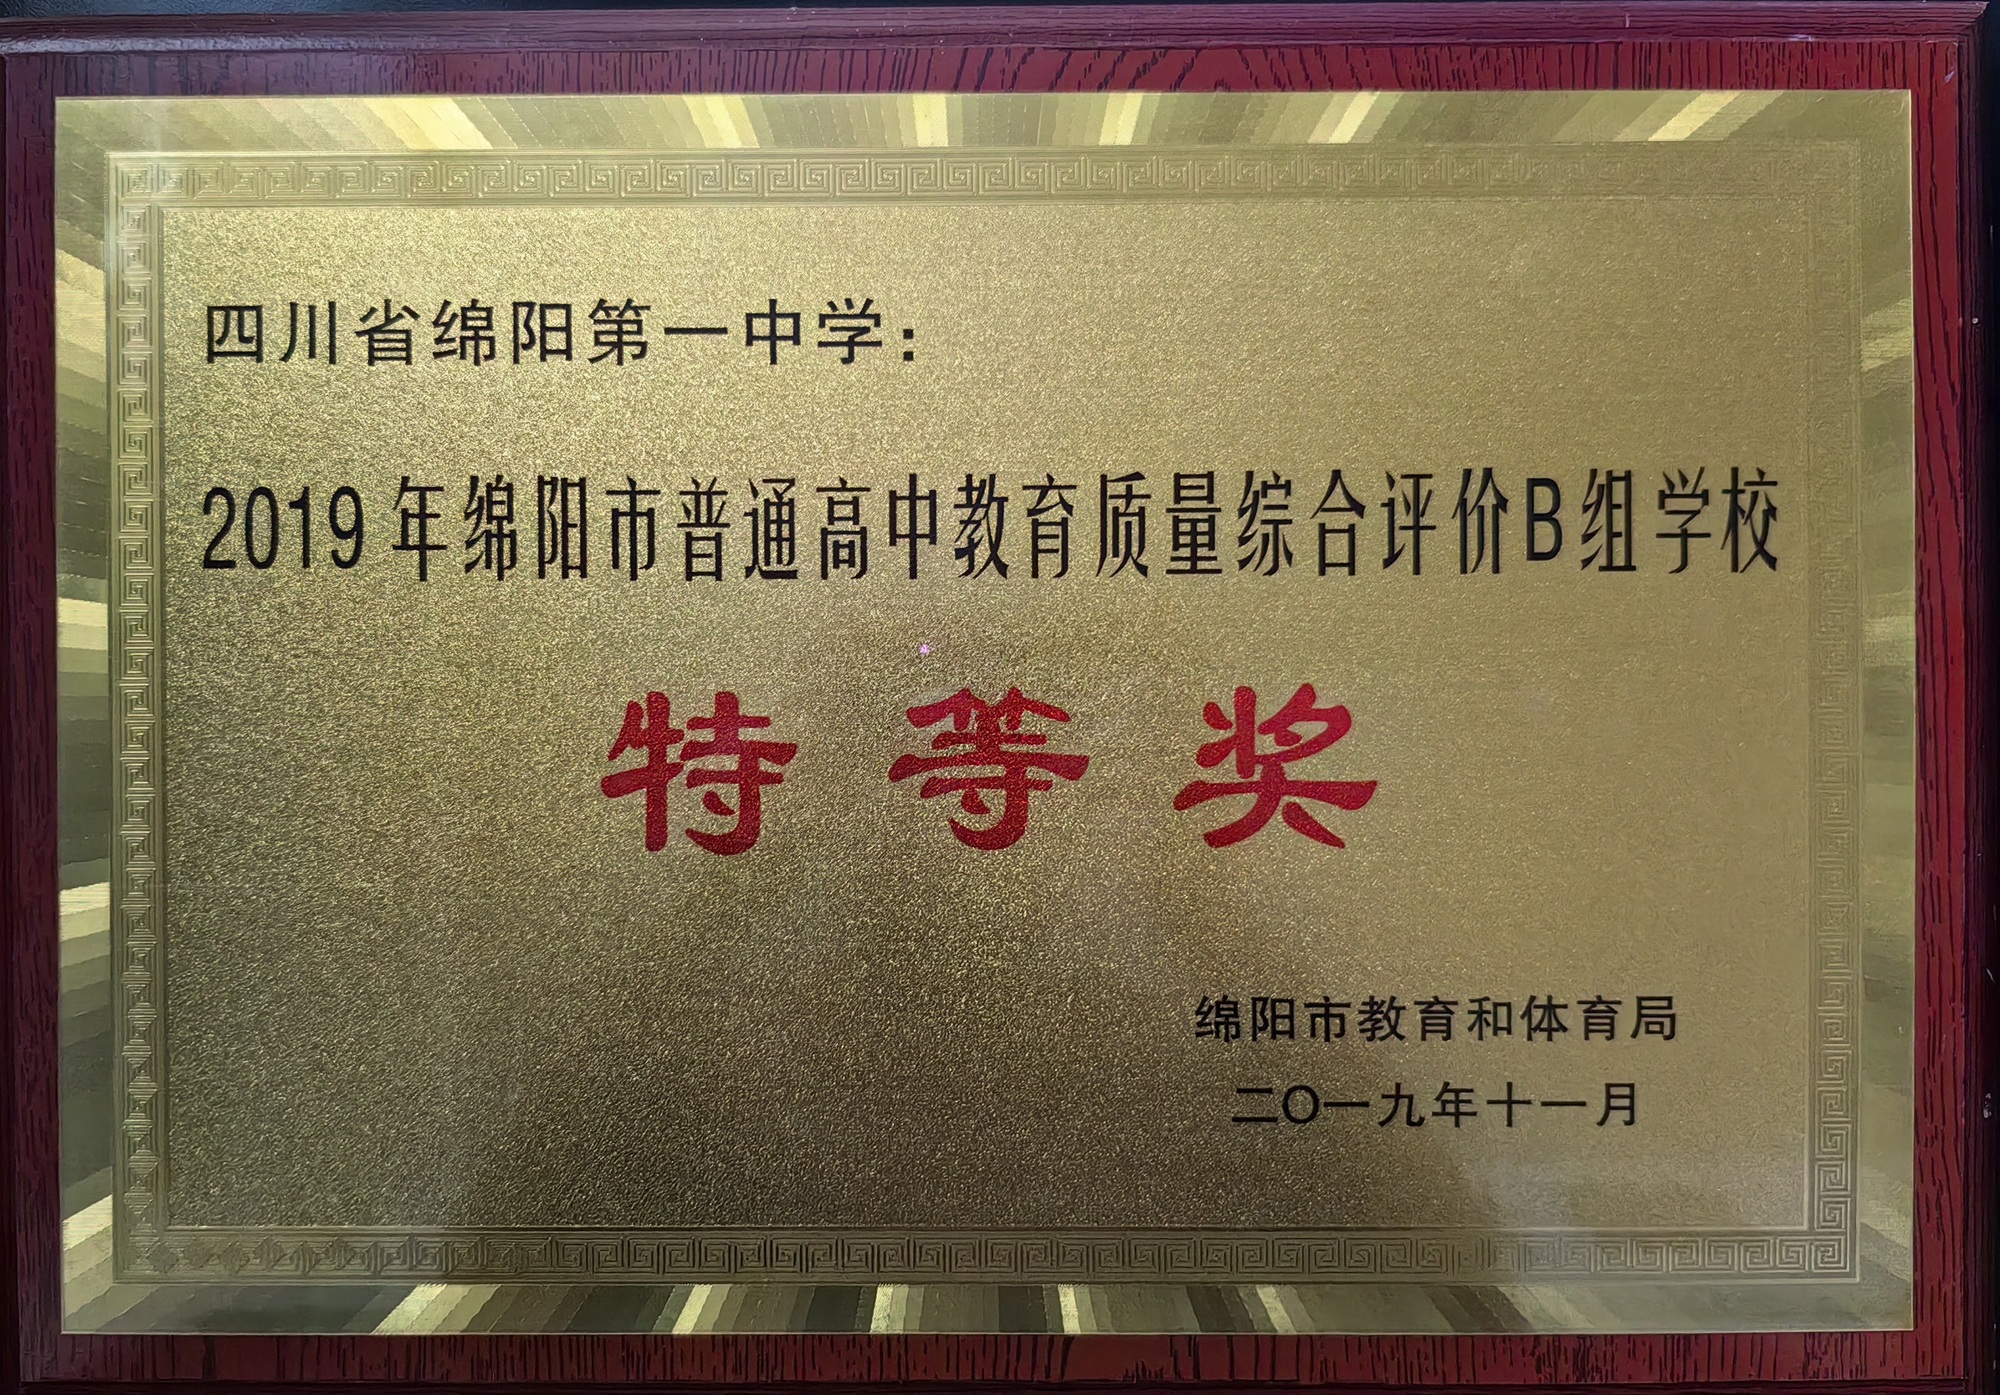 四川省绵阳第一中学：
2019年绵阳市普通高中教育质量综合评价B组学校
特等奖
绵阳市教育和体育局
二〇一九年十一月